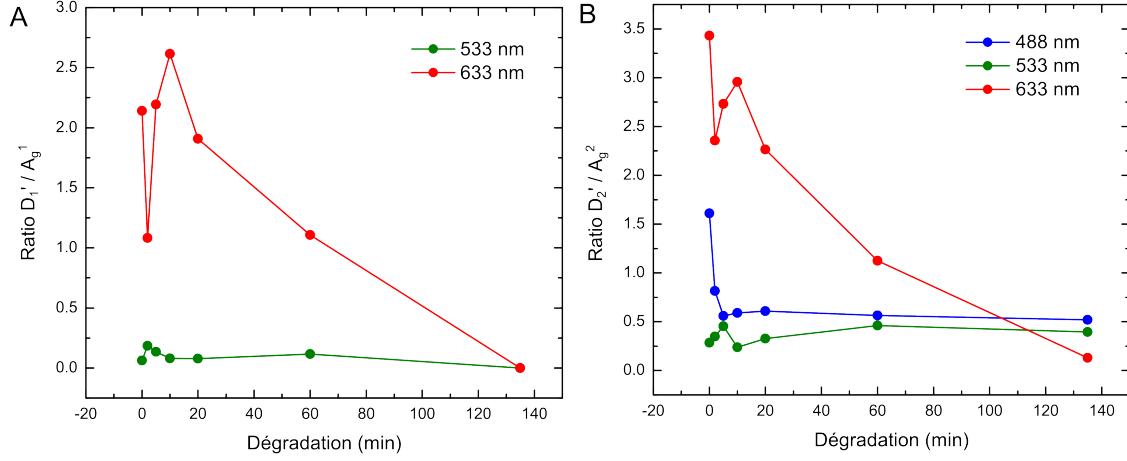 A
3.0
2.5
2.0
1.5
1.0
0.5
0.0
Ratio D₁' / Ag¹
533 nm
633 nm
-20 0 20 40 60 80 100 120 140
Dégradation (min)
B
3.5
3.0
2.5
2.0
1.5
1.0
0.5
0.0
Ratio D₂' / Ag²
488 nm
533 nm
633 nm
-20 0 20 40 60 80 100 120 140
Dégradation (min)